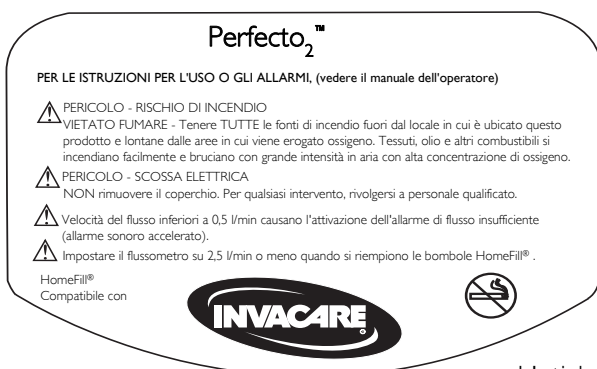 Perfecto2™
PER LE ISTRUZIONI PER L'USO O GLI ALLARMI, (vedere il manuale dell'operatore)
PERICOLO - RISCHIO DI INCENDIO
VIETATO FUMARE - Tenere TUTTE le fonti di incendio fuori dal locale in cui è ubicato questo
prodotto e lontane dalle aree in cui viene erogato ossigeno. Tessuti, olio e altri combustibili si
incendiano facilmente e bruciano con grande intensità in aria con alta concentrazione di ossigeno.
PERICOLO - SCOSSA ELETTRICA
NON rimuovere il coperchio. Per qualsiasi intervento, rivolgersi a personale qualificato.
Velocità del flusso inferiori a 0,5 l/min causano l'attivazione dell'allarme di flusso insufficiente
(allarme sonoro accelerato).
Impostare il flussometro su 2,5 l/min o meno quando si riempiono le bombole HomeFill® .
HomeFill®
Compatibile con
INVACARE®